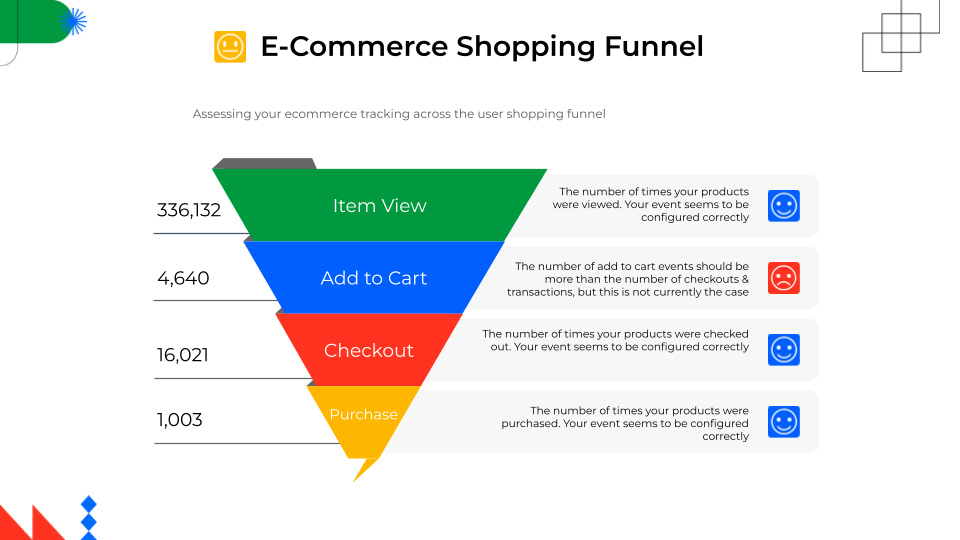 E-Commerce Shopping Funnel
Assessing your ecommerce tracking across the user shopping funnel
336,132
Item View
The number of times your products
were viewed. Your event seems to be
configured correctly
4,640
Add to Cart
The number of add to cart events should be
more than the number of checkouts &
transactions, but this is not currently the case
16,021
Checkout
The number of times your products were checked
out. Your event seems to be configured correctly
1,003
Purchase
The number of times your products were
purchased. Your event seems to be configured
correctly